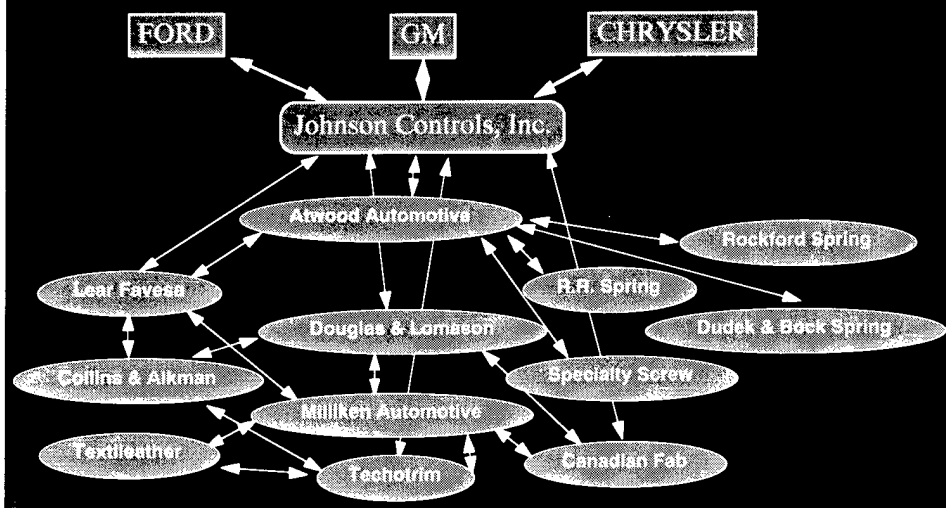 FORD
GM
CHRYSLER
Johnson Controls, Inc.
Atwood Automotive
Rockford Spring
Lear Favesa
R.R. Spring
Douglas & Lomason
Dudek & Bock Spring
Collins & Aikman
Specialty Screw
Milliken Automotive
Textileather
Canadian Fab
Techotrim